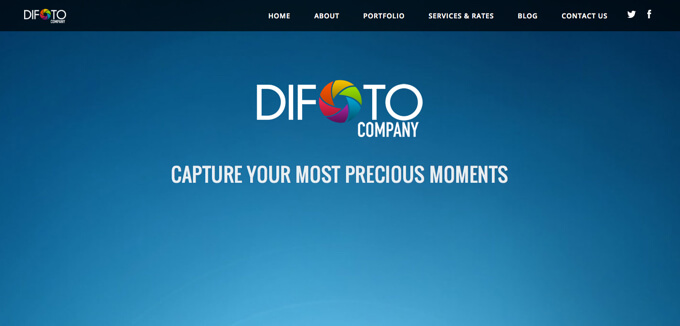 DIFOTO COMPANY HOME ABOUT PORTFOLIO SERVICES & RATES BLOG CONTACT US
DIFOTO
COMPANY
CAPTURE YOUR MOST PRECIOUS MOMENTS